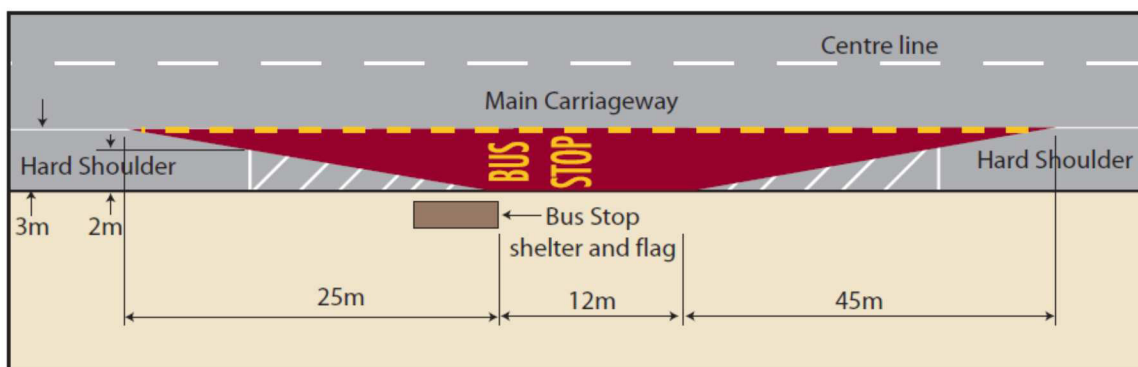 Centre line
Main Carriageway
Hard Shoulder
BUS
STOP
Hard Shoulder
3m
2m
Bus Stop
shelter and flag
25m
12m
45m